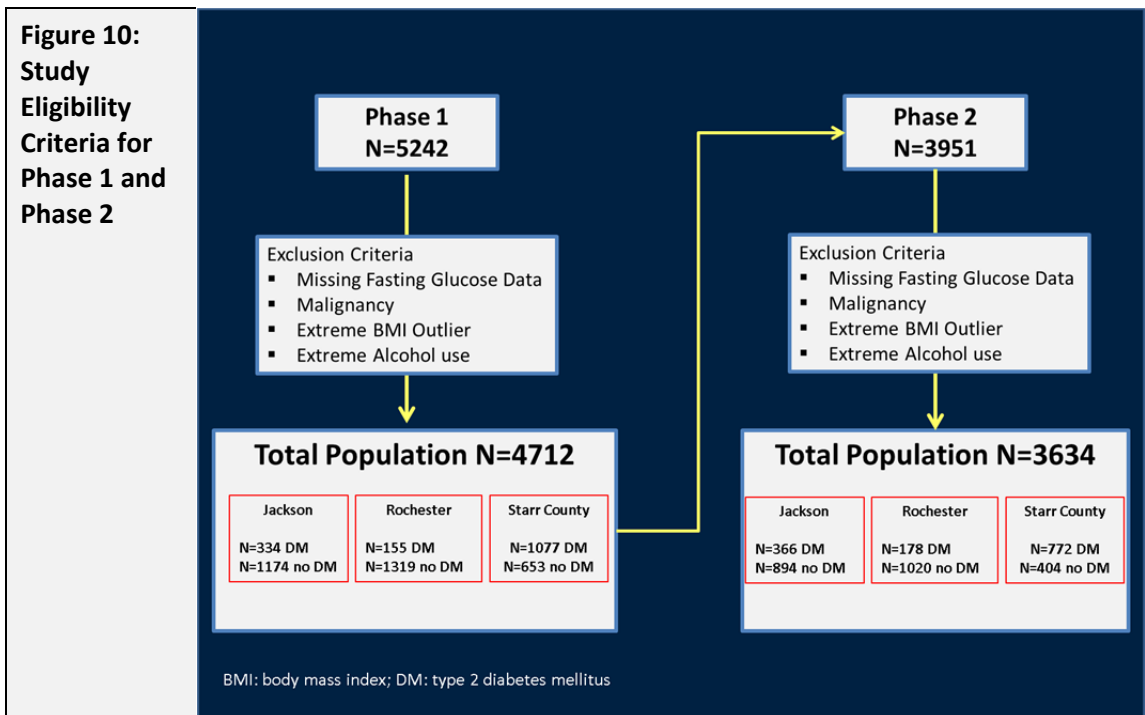 Figure 10:
Study
Eligibility
Criteria for
Phase 1 and
Phase 2
Phase 1
N=5242
Exclusion Criteria
▪ Missing Fasting Glucose Data
▪ Malignancy
▪ Extreme BMI Outlier
▪ Extreme Alcohol use
Total Population N=4712
Jackson
N=334 DM
N=1174 no DM
Rochester
N=155 DM
N=1319 no DM
Starr County
N=1077 DM
N=653 no DM
Phase 2
N=3951
Exclusion Criteria
▪ Missing Fasting Glucose Data
▪ Malignancy
▪ Extreme BMI Outlier
▪ Extreme Alcohol use
Total Population N=3634
Jackson
N=366 DM
N=894 no DM
Rochester
N=178 DM
N=1020 no DM
Starr County
N=772 DM
N=404 no DM
BMI: body mass index; DM: type 2 diabetes mellitus